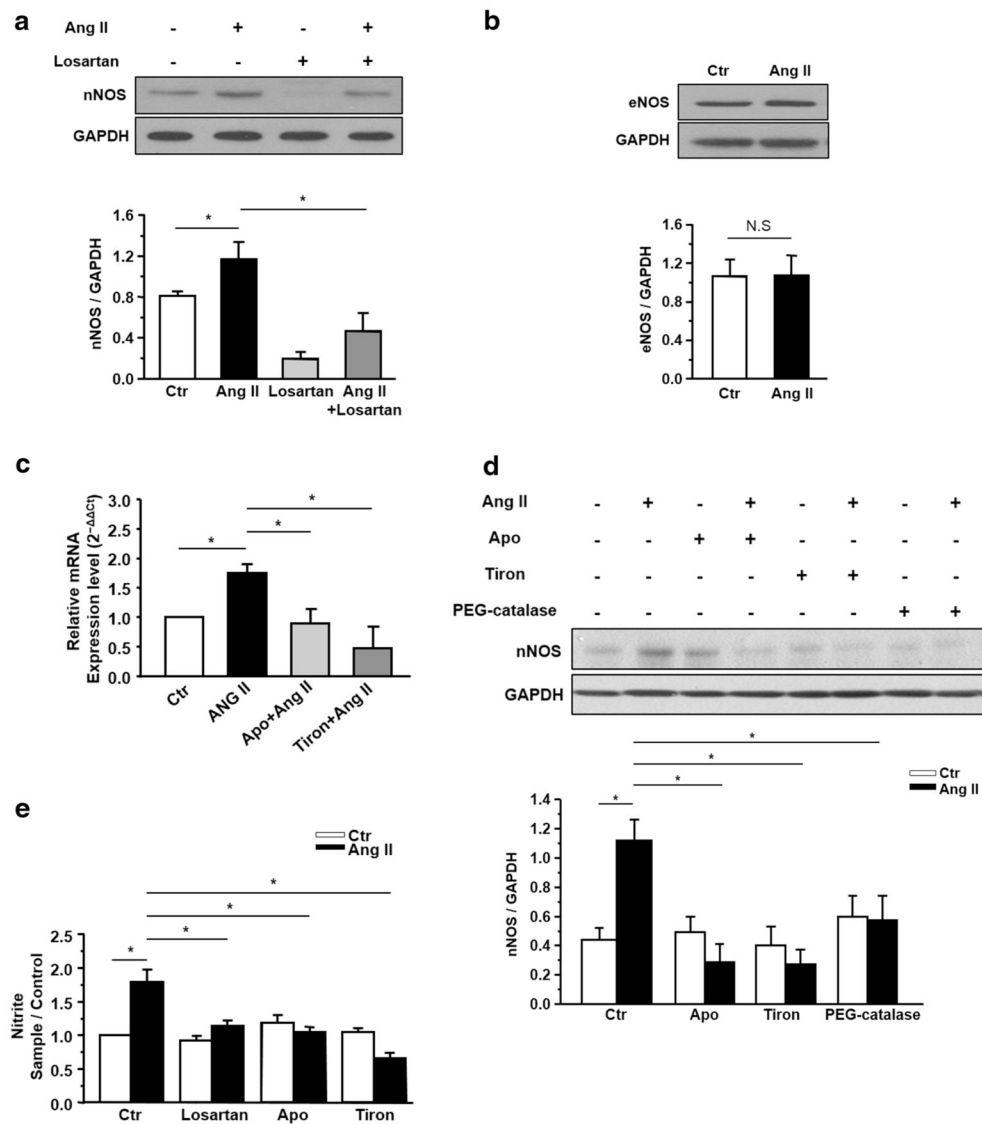 a
Ang II - + - +
Losartan - - + +
nNOS
GAPDH
*
*
nNOS / GAPDH
1.6
1.2
0.8
0.4
0.0
Ctr Ang II Losartan Ang II
+Losartan
b
Ctr Ang II
eNOS
GAPDH
N.S
eNOS / GAPDH
1.6
1.2
0.8
0.4
0.0
Ctr Ang II
c
Relative mRNA
Expression level (2^−ΔΔCt)
3.0
2.5
2.0
1.5
1.0
0.5
0.0
*
*
*
Ctr
ANG II
Apo+Ang II
Tiron+Ang II
d
Ang II - + - + - + - +
Apo - - + + - - - -
Tiron - - - - + + - -
PEG-catalase - - - - - - + +
nNOS
GAPDH
*
*
*
*
Ctr
Ang II
nNOS / GAPDH
1.4
1.2
1.0
0.8
0.6
0.4
0.2
0.0
Ctr Apo Tiron PEG-catalase
e
Ctr
Ang II
*
*
*
*
Nitrite
Sample / Control
2.5
2.0
1.5
1.0
0.5
0.0
Ctr Losartan Apo Tiron